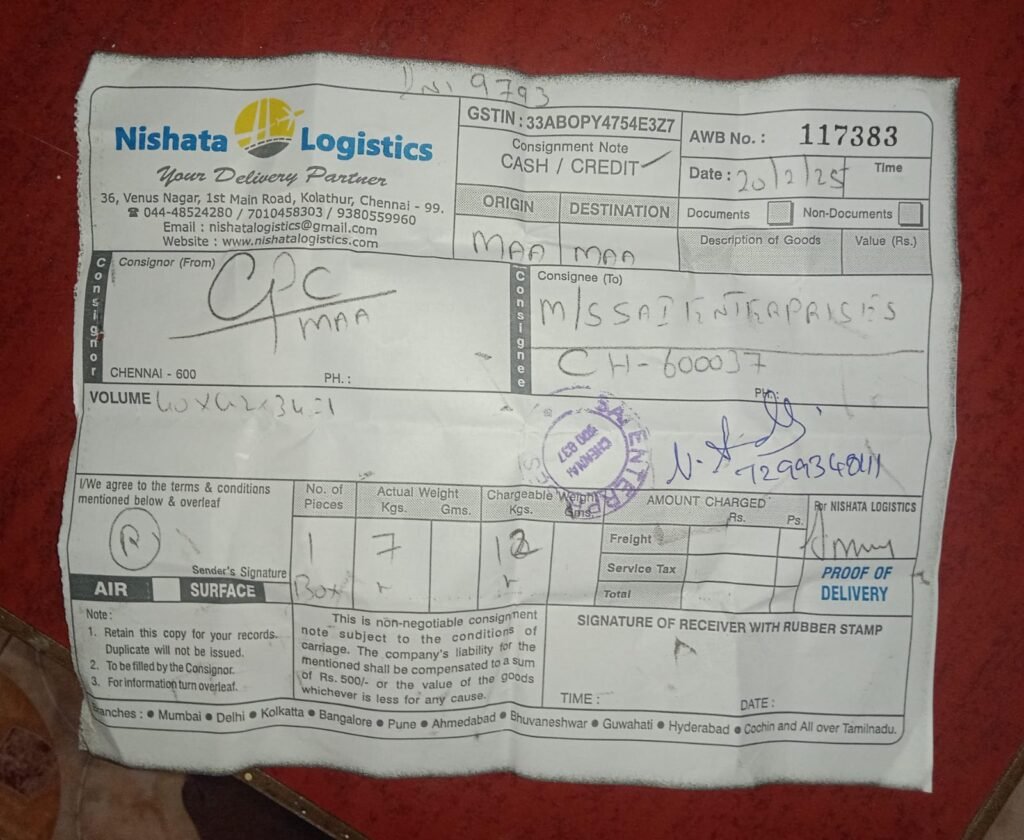 DNI 9793
Nishata Logistics
Your Delivery Partner
36, Venus Nagar, 1st Main Road, Kolathur, Chennai - 99.
☎ 044-48524280 / 7010458303 / 9380559960
Email : nishatalogistics@gmail.com
Website : www.nishatalogistics.com
GSTIN : 33ABOPY4754E3Z7
Consignment Note
CASH / CREDIT ✓
AWB No. : 117383
Date : 20/2/25 Time
ORIGIN DESTINATION
MAA MAA
Documents Non-Documents
Description of Goods Value (Rs.)
Consignor
Consignor (From)
CPC
MAA
CHENNAI - 600 PH. :
Consignee
Consignee (To)
M/S SAI ENTERPRISES
CH-600037
PH. :
VOLUME 40x42x34=1
SAI ENTERPRISES
CHENNAI
600 037
7299348411
I/We agree to the terms & conditions
mentioned below & overleaf
R
Sender's Signature
AIR SURFACE
No. of Pieces
1
Box
Actual Weight
Kgs. Gms.
7
Chargeable Weight
Kgs. Gms.
12
AMOUNT CHARGED
Rs. Ps.
Freight
Service Tax
Total
For NISHATA LOGISTICS
PROOF OF
DELIVERY
Note :
1. Retain this copy for your records.
Duplicate will not be issued.
2. To be filled by the Consignor.
3. For information turn overleaf.
This is non-negotiable consignment
note subject to the conditions of
carriage. The company's liability for the
mentioned shall be compensated to a sum
of Rs. 500/- or the value of the goods
whichever is less for any cause.
SIGNATURE OF RECEIVER WITH RUBBER STAMP
TIME : DATE :
Branches : ● Mumbai ● Delhi ● Kolkatta ● Bangalore ● Pune ● Ahmedabad ● Bhuvaneshwar ● Guwahati ● Hyderabad ● Cochin and All over Tamilnadu.